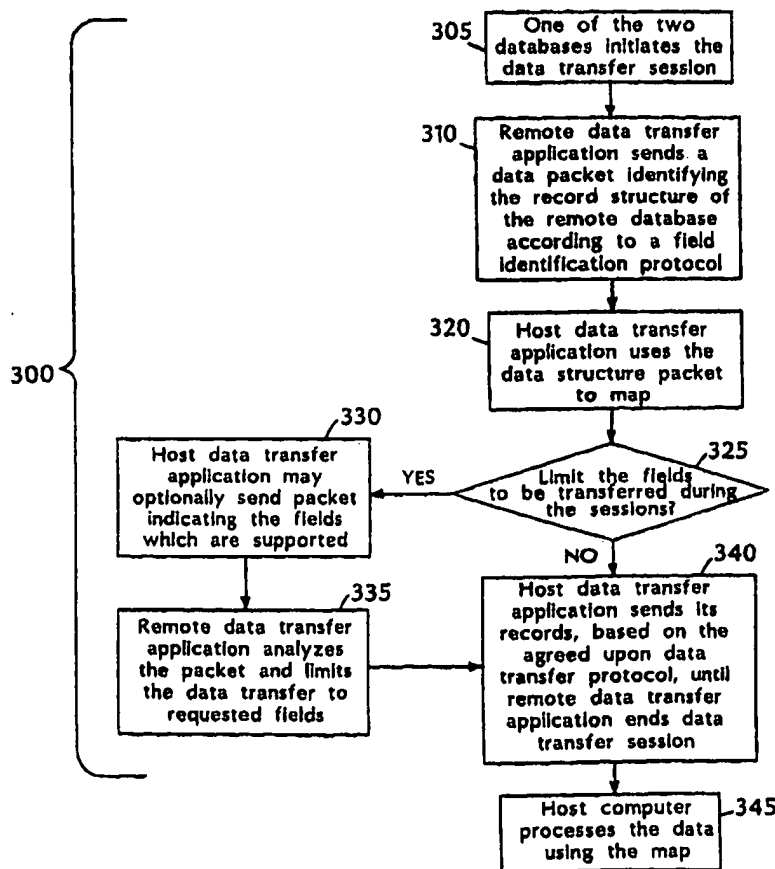 305
One of the two
databases initiates the
data transfer session
310
Remote data transfer
application sends a
data packet identifying
the record structure of
the remote database
according to a field
identification protocol
320
Host data transfer
application uses the
data structure packet
to map
300
325
Limit the fields
to be transferred during
the sessions?
YES
330
Host data transfer
application may
optionally send packet
indicating the fields
which are supported
335
Remote data transfer
application analyzes
the packet and limits
the data transfer to
requested fields
NO
340
Host data transfer
application sends its
records, based on the
agreed upon data
transfer protocol, until
remote data transfer
application ends data
transfer session
345
Host computer
processes the data
using the map